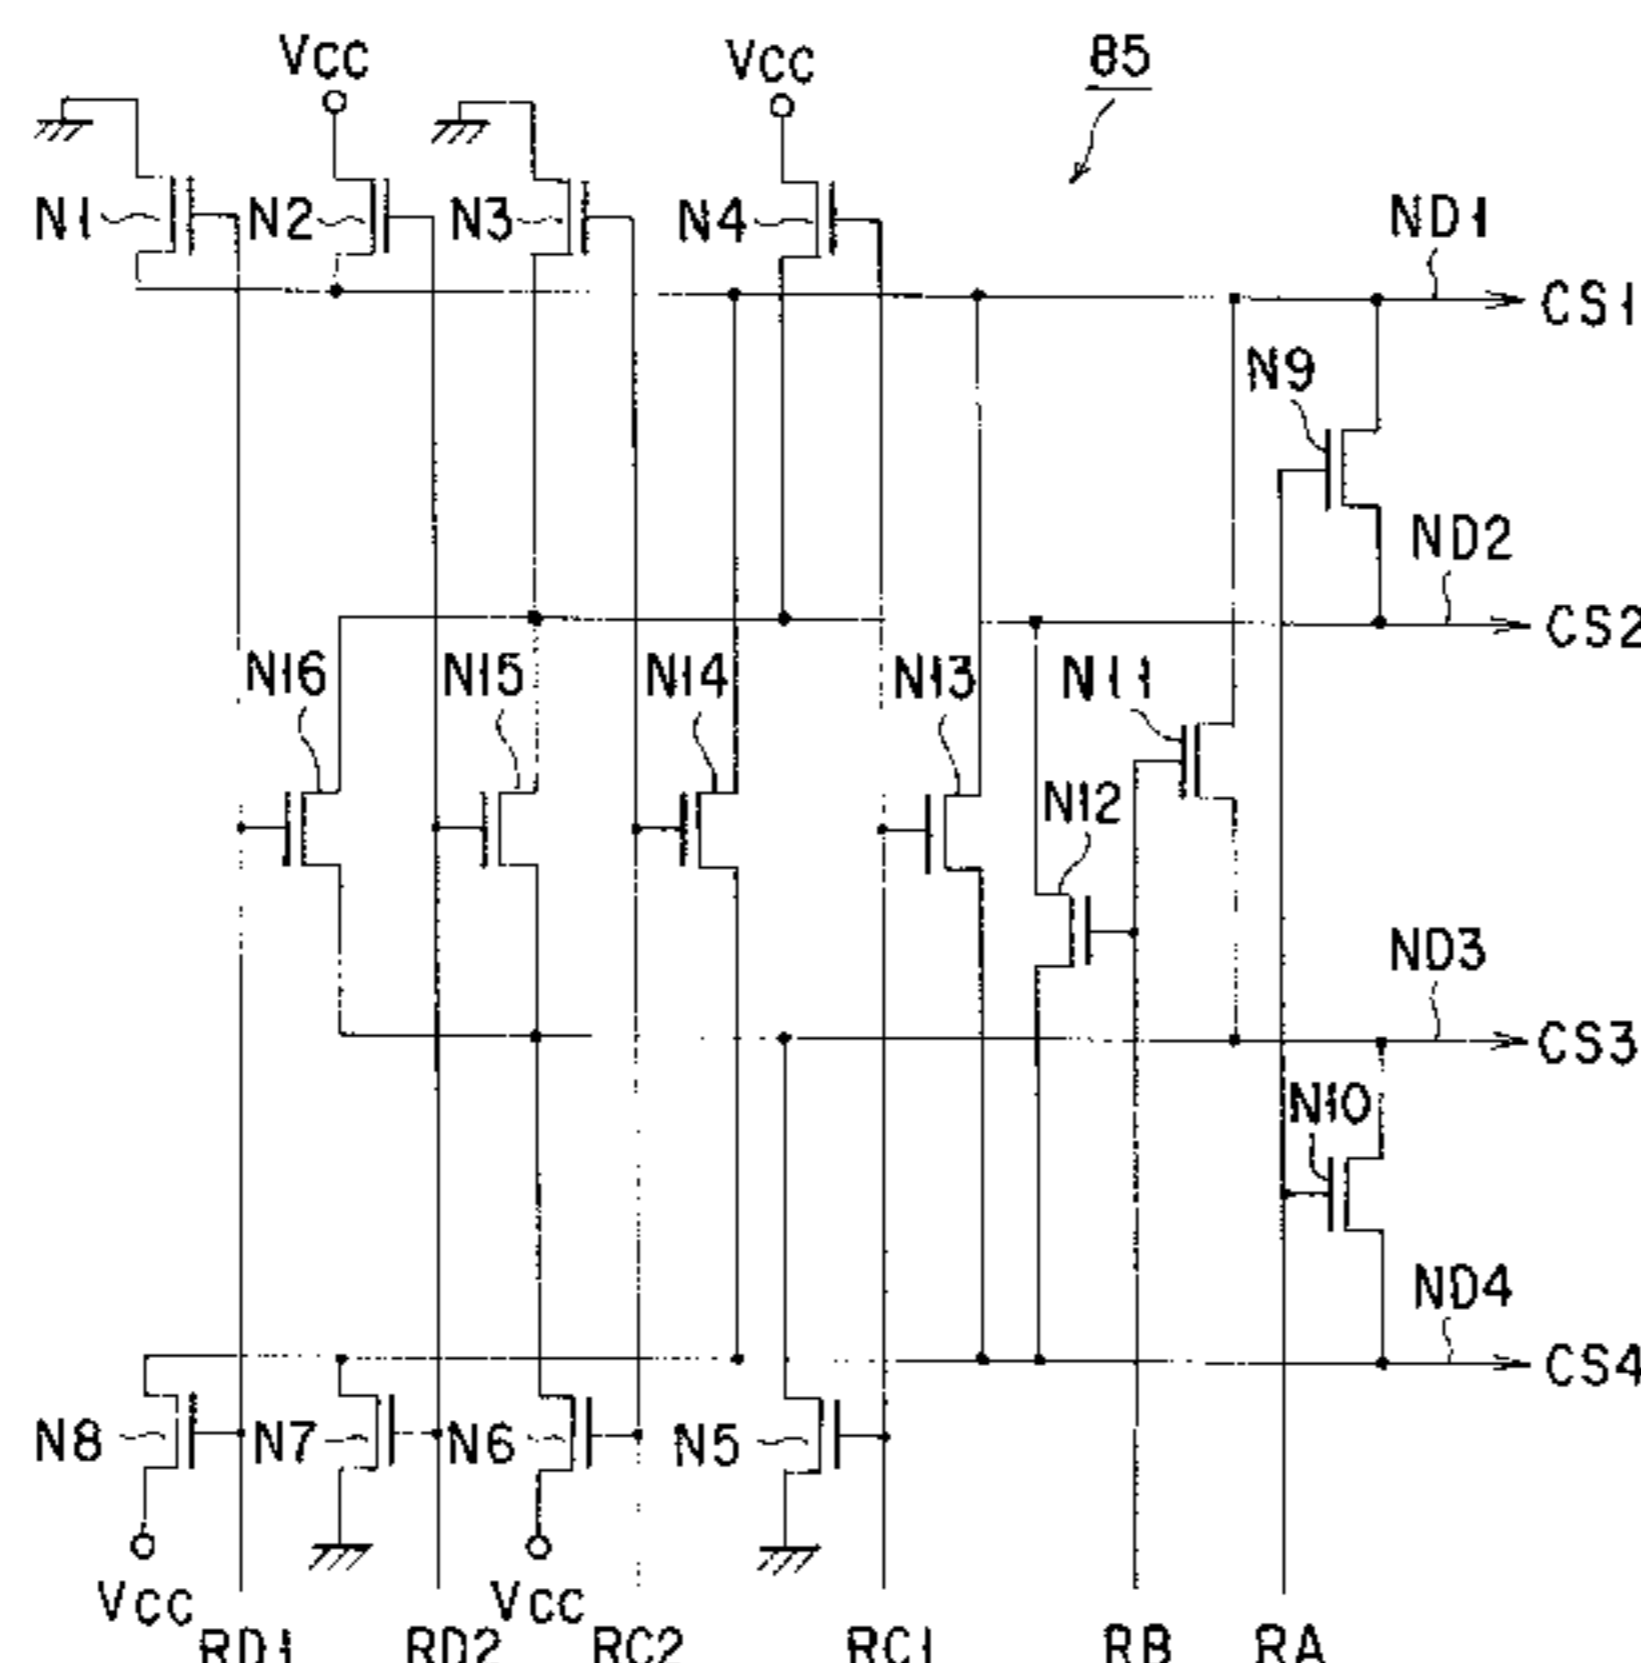 Vcc Vcc 85
N1 N2 N3 N4 ND1
CS1
N9
ND2
CS2
N16 N15 N14 N13 N11
N12
ND3
CS3
N10
ND4
CS4
N8 N7 N6 N5
Vcc Vcc
RD1 RD2 RC2 RC1 RB RA